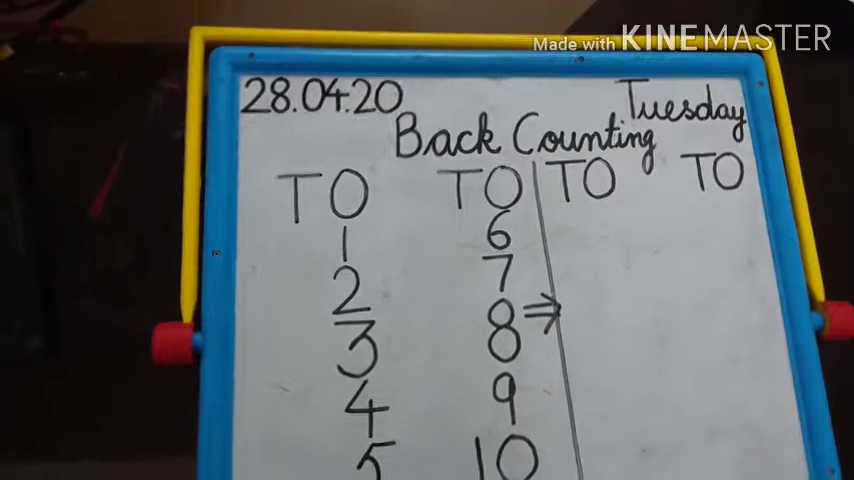 Made with KINEMASTER
28.04.20 Tuesday
Back Counting
TO TO TO TO
1 6
2 7
3 8 ⇒
4 9
5 10